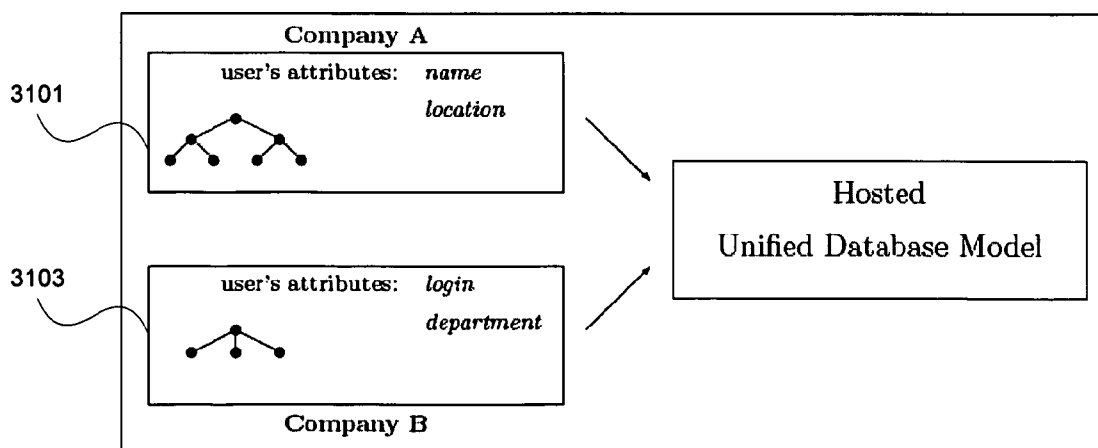 Company A
3101
user's attributes: name
location
Hosted
Unified Database Model
3103
user's attributes: login
department
Company B